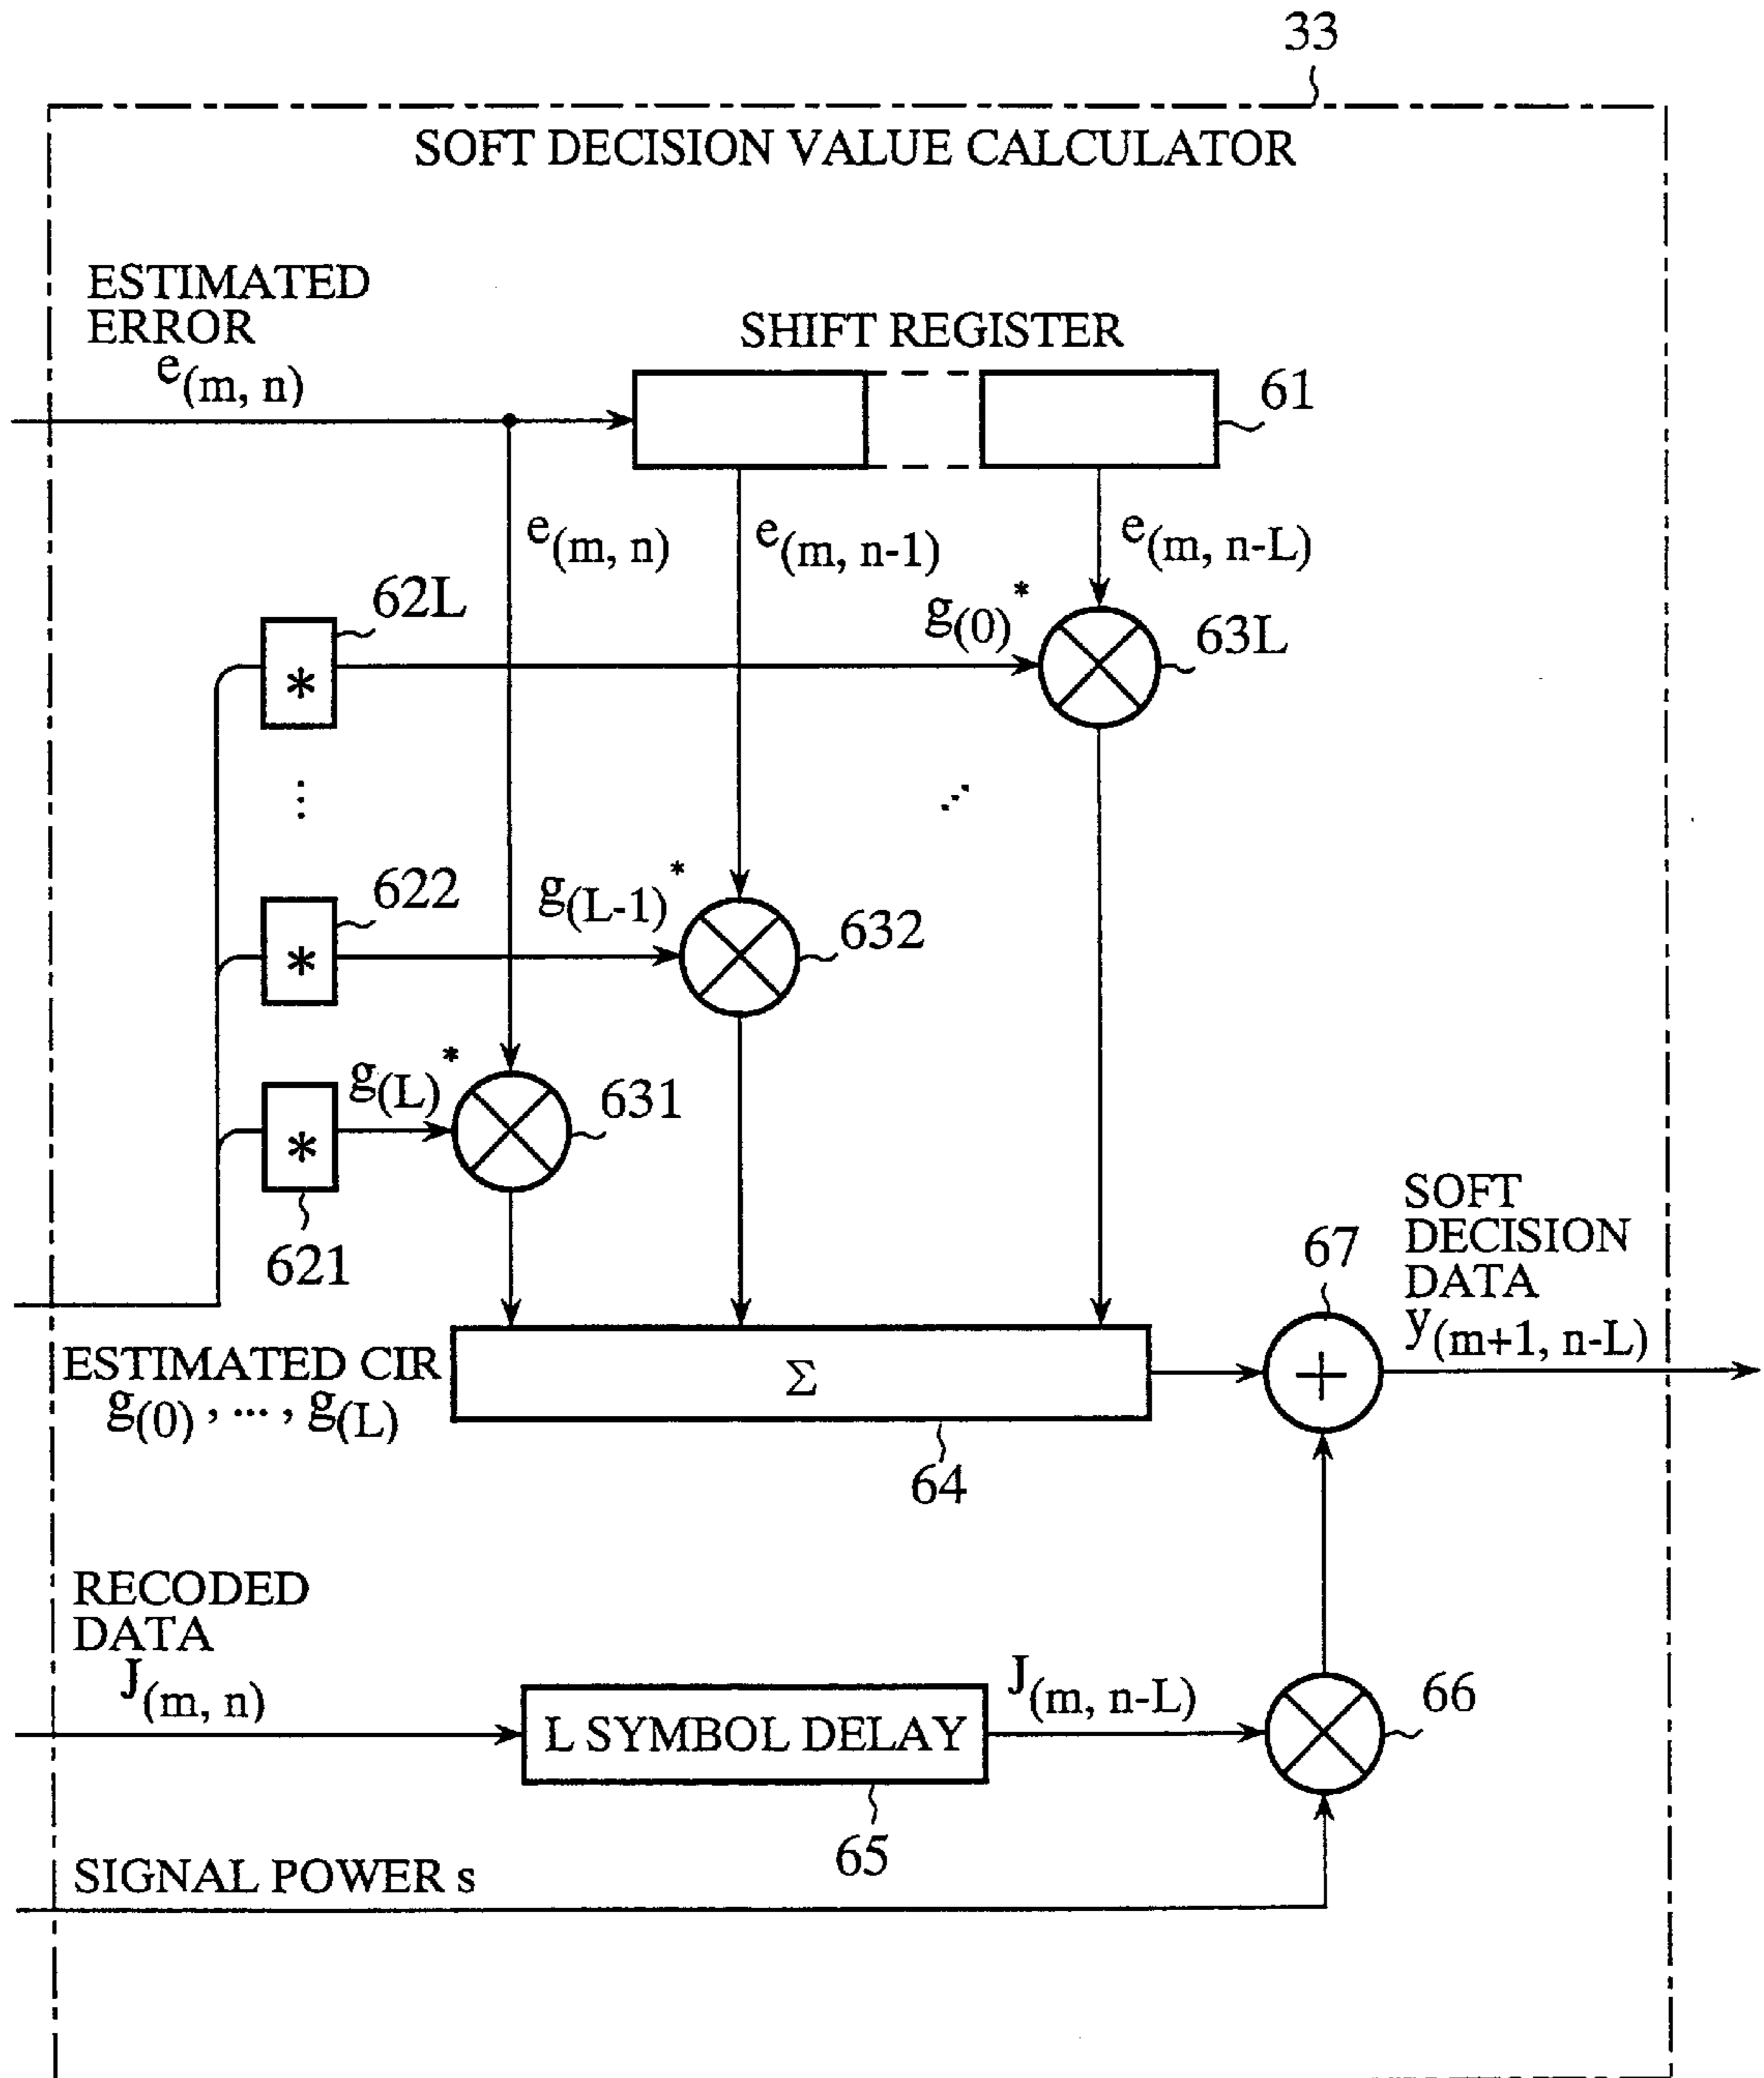 33
SOFT DECISION VALUE CALCULATOR
ESTIMATED
ERROR
e(m, n)
SHIFT REGISTER
61
e(m, n)
e(m, n-1)
e(m, n-L)
62L
*
g(0)*
63L
⋮
⋰
622
*
g(L-1)*
632
621
*
g(L)*
631
ESTIMATED CIR
g(0) , ... , g(L)
Σ
64
67
+
SOFT
DECISION
DATA
y(m+1, n-L)
RECODED
DATA
J(m, n)
L SYMBOL DELAY
65
J(m, n-L)
66
SIGNAL POWER s